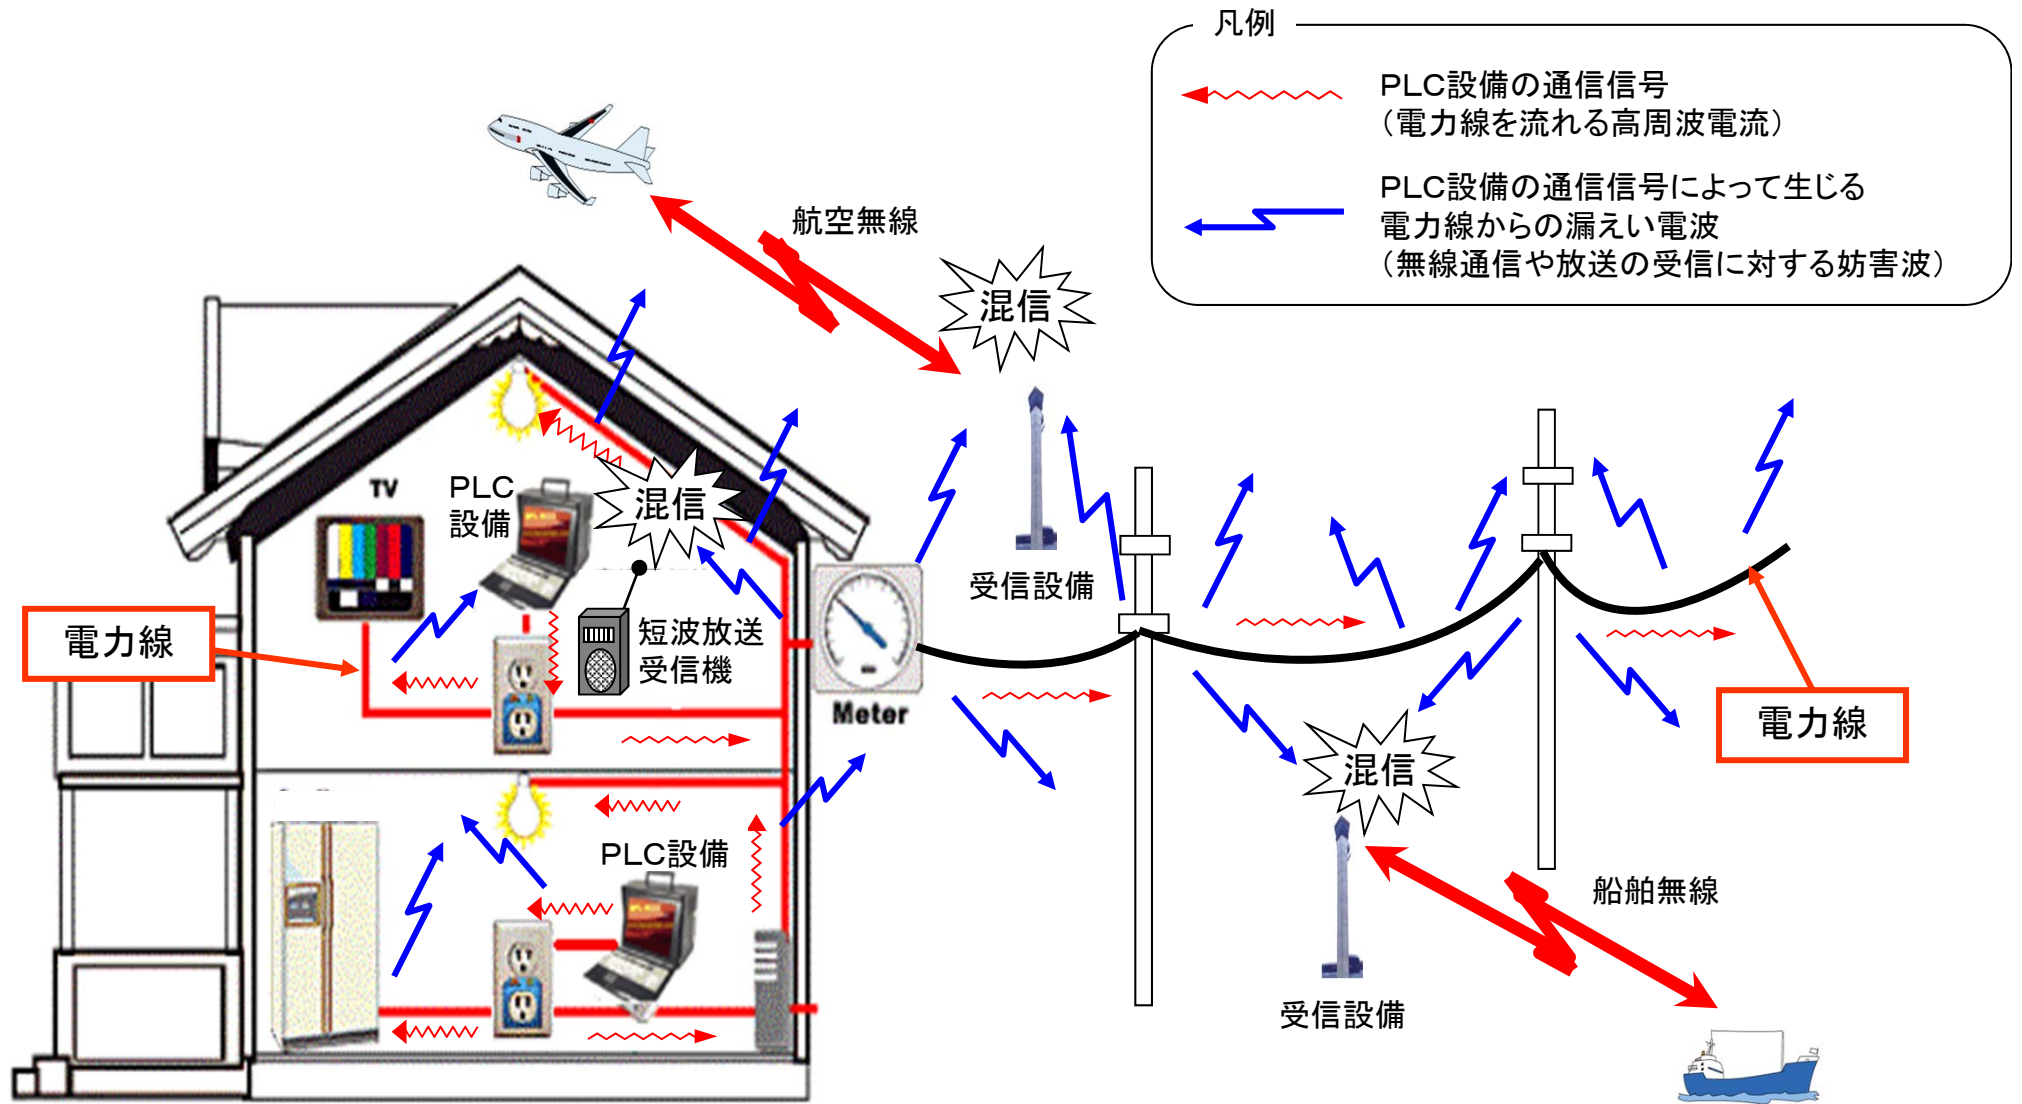 凡例
PLC設備の通信信号
（電力線を流れる高周波電流）
PLC設備の通信信号によって生じる
電力線からの漏えい電波
（無線通信や放送の受信に対する妨害波）
航空無線
混信
TV
PLC
設備
混信
受信設備
電力線
短波放送
受信機
Meter
電力線
混信
PLC設備
船舶無線
受信設備